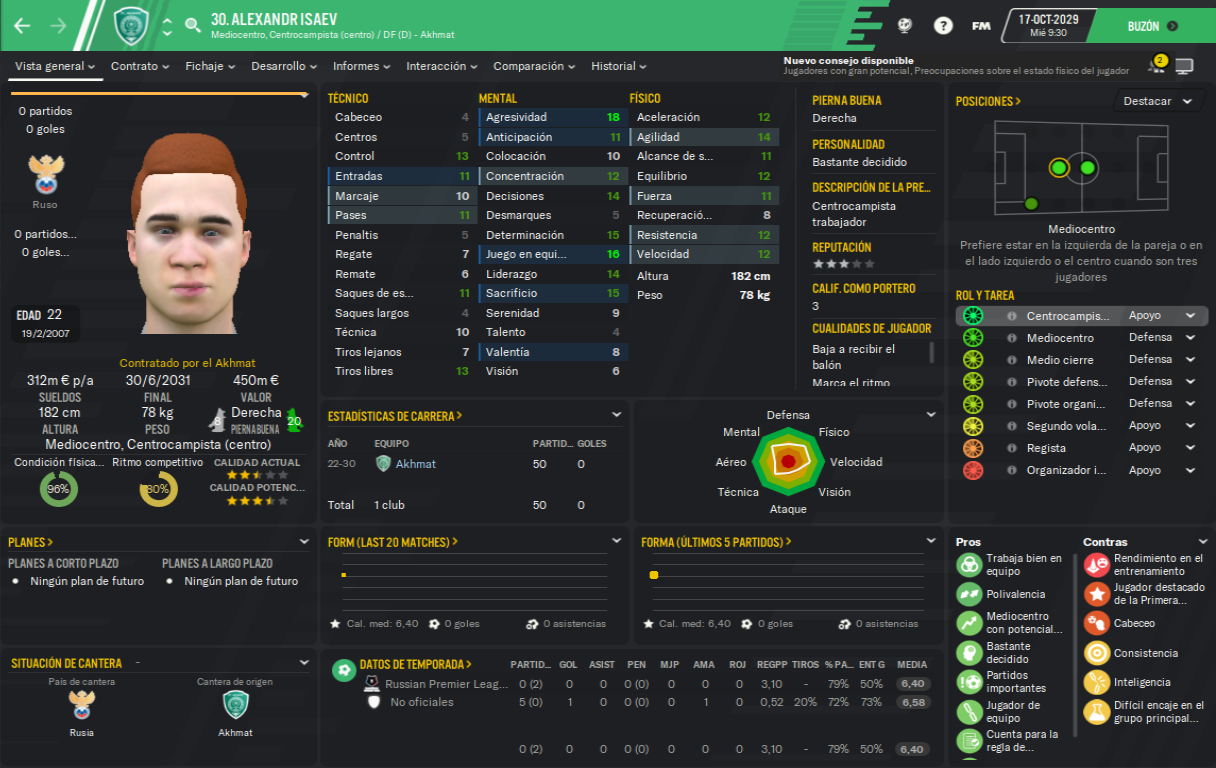 30. ALEXANDR ISAEV
Mediocentro, Centrocampista (centro) / DF (D) - Akhmat
?
FM
17-OCT-2029
Mié 9:30
BUZÓN
Vista general
Contrato
Fichaje
Desarrollo
Informes
Interacción
Comparación
Historial
Nuevo consejo disponible
Jugadores con gran potencial, Preocupaciones sobre el estado físico del jugador
2
0 partidos
0 goles
Ruso
0 partidos...
0 goles...
EDAD 22
19/2/2007
Contratado por el Akhmat
312m € p/a
SUELDOS
30/6/2031
FINAL
450m €
VALOR
182 cm
ALTURA
78 kg
PESO
8
Derecha
PIERNA BUENA
20
Mediocentro, Centrocampista (centro)
Condición física...
96%
Ritmo competitivo
80%
CALIDAD ACTUAL
CALIDAD POTENC...
TÉCNICO
Cabeceo 4
Centros 5
Control 13
Entradas 11
Marcaje 10
Pases 11
Penaltis 5
Regate 7
Remate 6
Saques de es... 11
Saques largos 4
Técnica 10
Tiros lejanos 7
Tiros libres 13
MENTAL
Agresividad 18
Anticipación 11
Colocación 10
Concentración 12
Decisiones 14
Desmarques 5
Determinación 15
Juego en equi... 16
Liderazgo 14
Sacrificio 15
Serenidad 9
Talento 4
Valentía 8
Visión 6
FÍSICO
Aceleración 12
Agilidad 14
Alcance de s... 11
Equilibrio 12
Fuerza 11
Recuperació... 8
Resistencia 12
Velocidad 12
Altura 182 cm
Peso 78 kg
PIERNA BUENA
Derecha
PERSONALIDAD
Bastante decidido
DESCRIPCIÓN DE LA PRE...
Centrocampista
trabajador
REPUTACIÓN
CALIF. COMO PORTERO
3
CUALIDADES DE JUGADOR
Baja a recibir el
balón
Marca el ritmo
POSICIONES >
Destacar
Mediocentro
Prefiere estar en la izquierda de la pareja o en
el lado izquierdo o el centro cuando son tres
jugadores
ROL Y TAREA
Centrocampis... Apoyo
Mediocentro Defensa
Medio cierre Defensa
Pivote defens... Defensa
Pivote organi... Defensa
Segundo vola... Apoyo
Regista Apoyo
Organizador i... Apoyo
ESTADÍSTICAS DE CARRERA >
AÑO EQUIPO PARTID... GOLES
22-30 Akhmat 50 0
Total 1 club 50 0
Defensa
Mental Físico
Aéreo Velocidad
Técnica Visión
Ataque
PLANES >
PLANES A CORTO PLAZO
Ningún plan de futuro
PLANES A LARGO PLAZO
Ningún plan de futuro
FORM (LAST 20 MATCHES) >
Cal. med: 6,40 0 goles 0 asistencias
FORMA (ÚLTIMOS 5 PARTIDOS) >
Cal. med: 6,40 0 goles 0 asistencias
Pros
Trabaja bien en
equipo
Polivalencia
Mediocentro
con potencial...
Bastante
decidido
Partidos
importantes
Jugador de
equipo
Cuenta para la
regla de...
Contras
Rendimiento en el
entrenamiento
Jugador destacado
de la Primera...
Cabeceo
Consistencia
Inteligencia
Difícil encaje en el
grupo principal...
SITUACIÓN DE CANTERA -
País de cantera
Rusia
Cantera de origen
Akhmat
DATOS DE TEMPORADA > PARTID... GOL ASIST PEN MJP AMA ROJ REGPP TIROS %PA... ENT G MEDIA
Russian Premier Leag... 0 (2) 0 0 0 (0) 0 0 0 3,10 - 79% 50% 6,40
No oficiales 5 (0) 1 0 0 (0) 0 1 0 0,52 20% 72% 73% 6,58
0 (2) 0 0 0 (0) 0 0 0 3,10 - 79% 50% 6,40